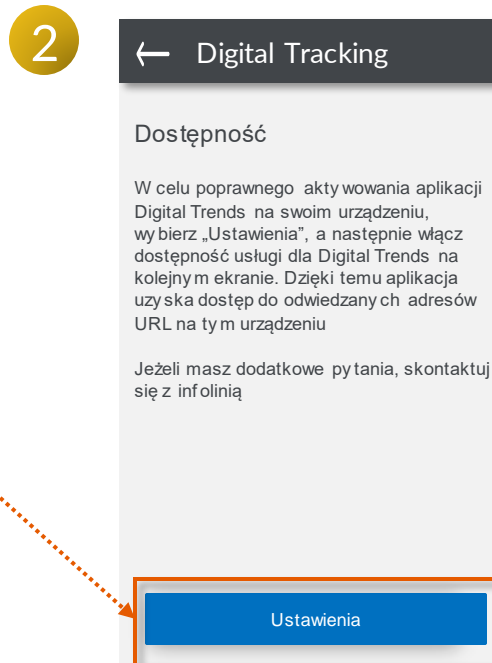 2
Digital Tracking
Dostępność
W celu poprawnego aktywowania aplikacji
Digital Trends na swoim urządzeniu,
wybierz „Ustawienia”, a następnie włącz
dostępność usługi dla Digital Trends na
kolejnym ekranie. Dzięki temu aplikacja
uzyska dostęp do odwiedzanych adresów
URL na tym urządzeniu
Jeżeli masz dodatkowe pytania, skontaktuj
się z infolinią
Ustawienia